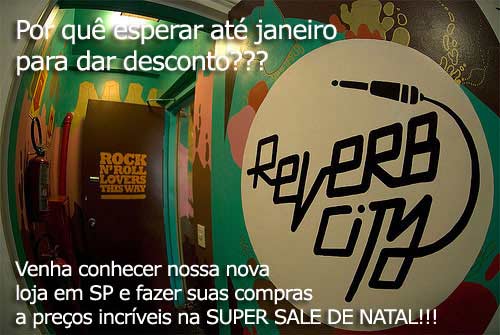 Por quê esperar até janeiro
para dar desconto???
ROCK
N'ROLL
LOVERS
THIS WAY
ReVERB
City
Venha conhecer nossa nova
loja em SP e fazer suas compras
a preços incríveis na SUPER SALE DE NATAL!!!